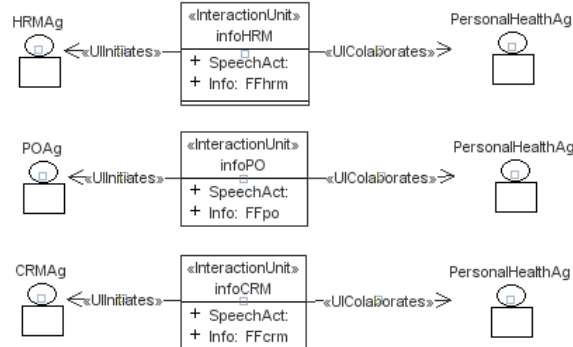 HRMAg
«InteractionUnit»
infoHRM
PersonalHealthAg
«UIInitiates»
«UIColaborates»
+ SpeechAct:
+ Info: FFhrm
POAg
«InteractionUnit»
infoPO
PersonalHealthAg
«UIInitiates»
«UIColaborates»
+ SpeechAct:
+ Info: FFpo
CRMAg
«InteractionUnit»
infoCRM
PersonalHealthAg
«UIInitiates»
«UIColaborates»
+ SpeechAct:
+ Info: FFcrm